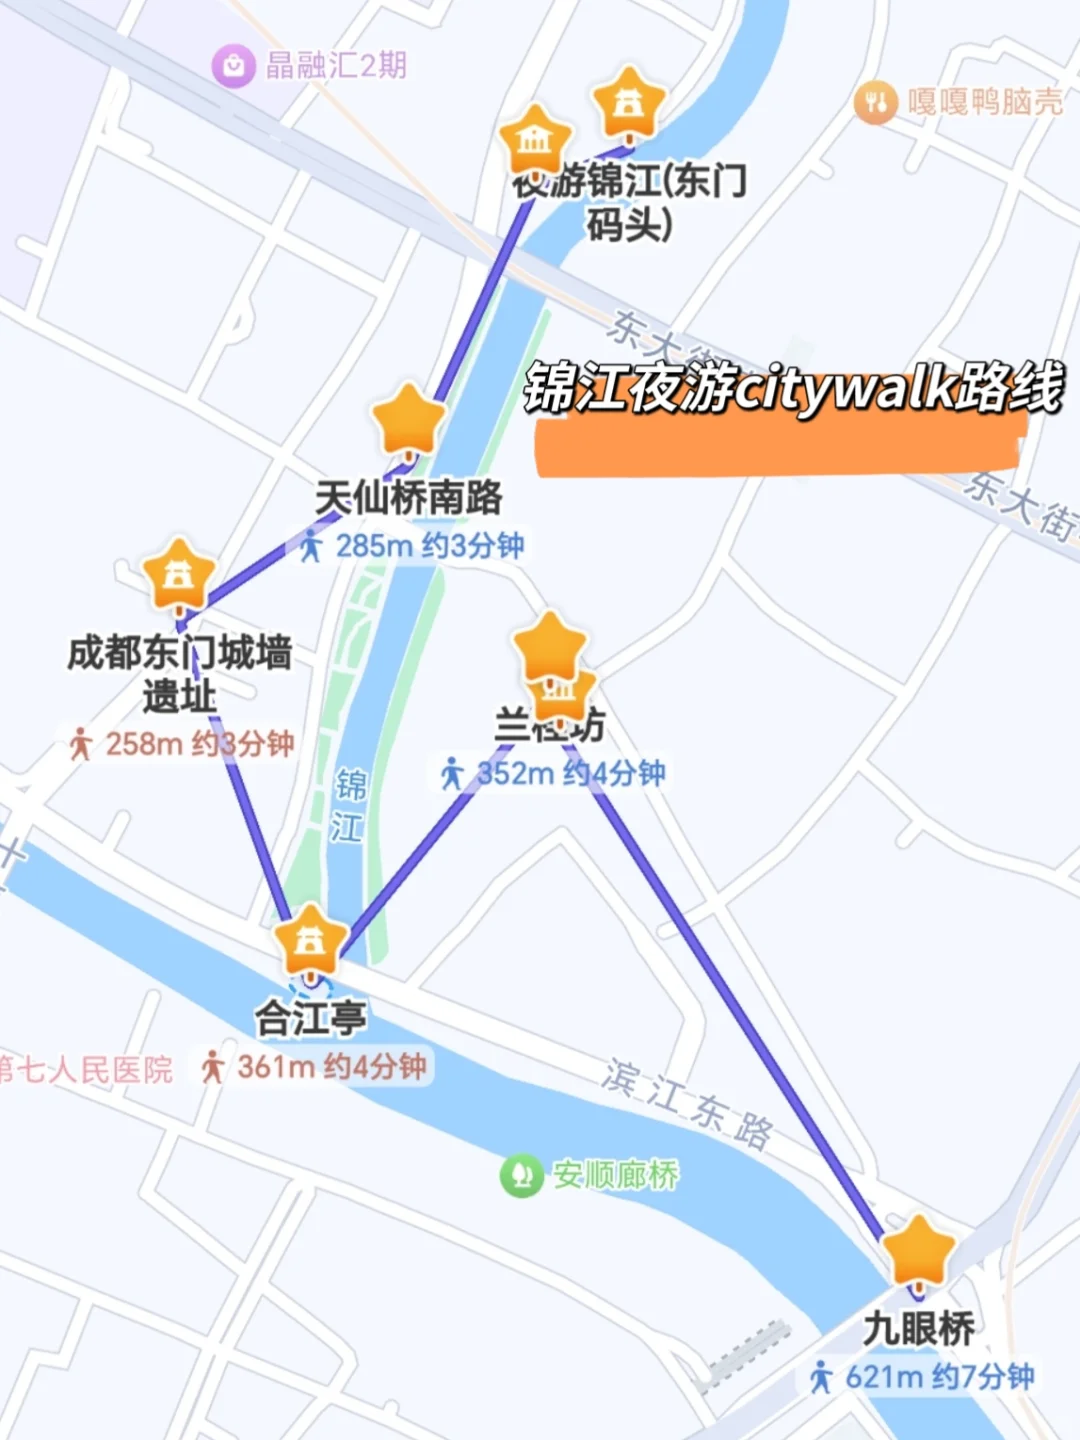 晶融汇2期
嘎嘎鸭脑壳
夜游锦江(东门
码头)
东大街
锦江夜游citywalk路线
东大街
天仙桥南路
285m 约3分钟
成都东门城墙
遗址
258m 约3分钟
兰桂坊
352m 约4分钟
锦
江
合江亭
361m 约4分钟
第七人民医院
滨江东路
安顺廊桥
九眼桥
621m 约7分钟